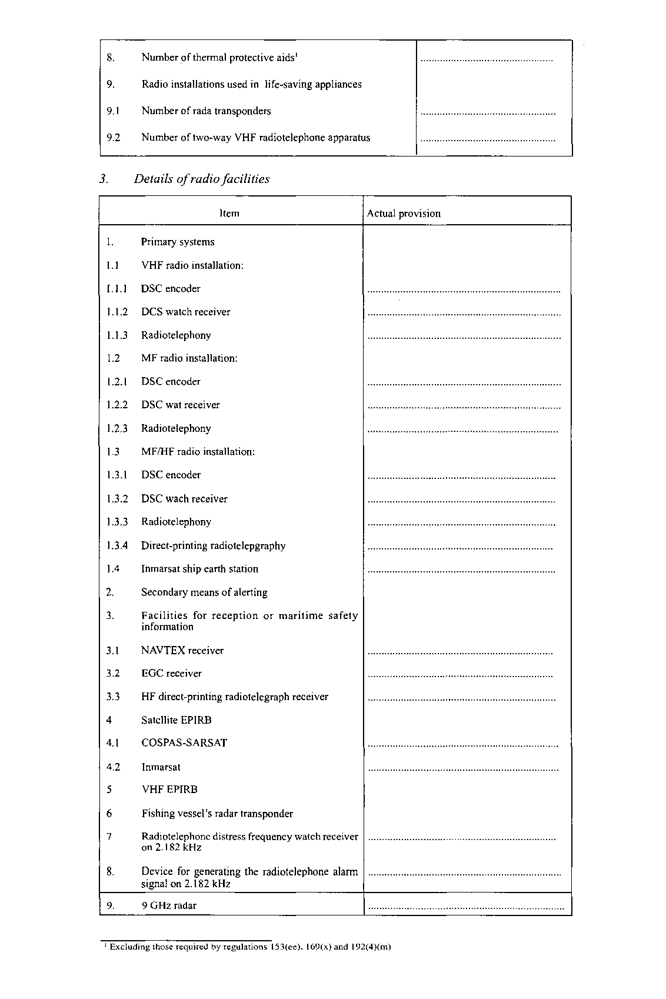 8. Number of thermal protective aids¹ ................................................
9. Radio installations used in life-saving appliances
9.1 Number of rada transponders .................................................
9.2 Number of two-way VHF radiotelephone apparatus .................................................
3. Details of radio facilities
Item Actual provision
1. Primary systems
1.1 VHF radio installation:
1.1.1 DSC encoder ......................................................................
1.1.2 DCS watch receiver ......................................................................
1.1.3 Radiotelephony ......................................................................
1.2 MF radio installation:
1.2.1 DSC encoder ......................................................................
1.2.2 DSC wat receiver ......................................................................
1.2.3 Radiotelephony .....................................................................
1.3 MF/HF radio installation:
1.3.1 DSC encoder ....................................................................
1.3.2 DSC wach receiver ....................................................................
1.3.3 Radiotelephony ....................................................................
1.3.4 Direct-printing radiotelepgraphy ...................................................................
1.4 Inmarsat ship earth station ....................................................................
2. Secondary means of alerting
3. Facilities for reception or maritime safety
information
3.1 NAVTEX receiver ...................................................................
3.2 EGC receiver ...................................................................
3.3 HF direct-printing radiotelegraph receiver ....................................................................
4 Satellite EPIRB
4.1 COSPAS-SARSAT .....................................................................
4.2 Inmarsat .....................................................................
5 VHF EPIRB
6 Fishing vessel's radar transponder
7 Radiotelephone distress frequency watch receiver ....................................................................
on 2.182 kHz
8. Device for generating the radiotelephone alarm ......................................................................
signal on 2.182 kHz
9. 9 GHz radar .......................................................................
¹ Excluding those required by regulations 153(ee). 169(x) and 192(4)(m)